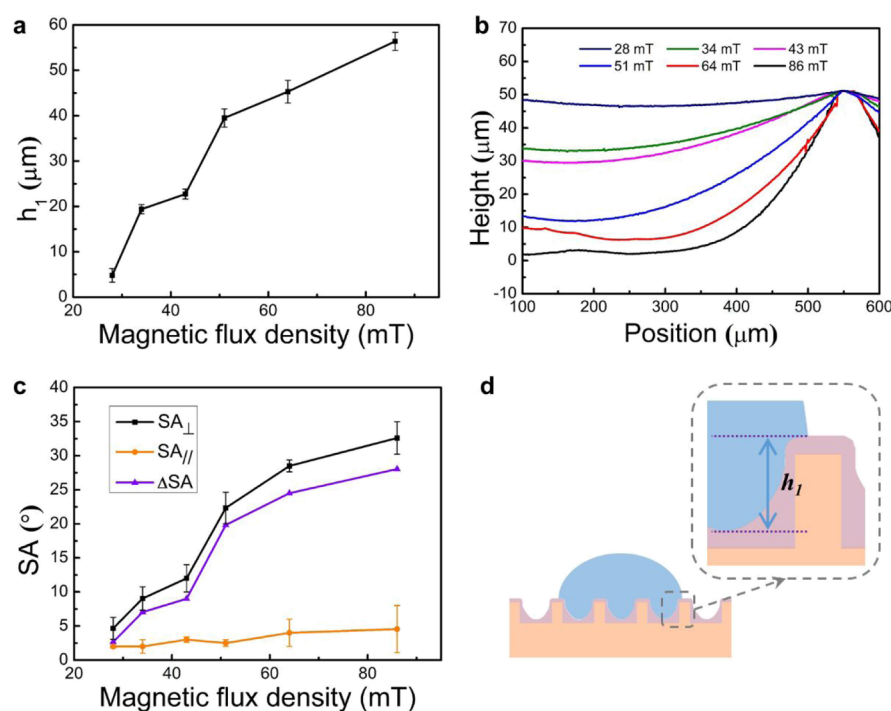 a
60
50
40
30
20
10
0
h1 (μm)
20
40
60
80
Magnetic flux density (mT)
b
70
60
50
40
30
20
10
0
-10
Height (μm)
28 mT
34 mT
43 mT
51 mT
64 mT
86 mT
100
200
300
400
500
600
Position (μm)
c
40
35
30
25
20
15
10
5
0
SA (°)
SA⊥
SA//
ΔSA
20
40
60
80
Magnetic flux density (mT)
d
h1